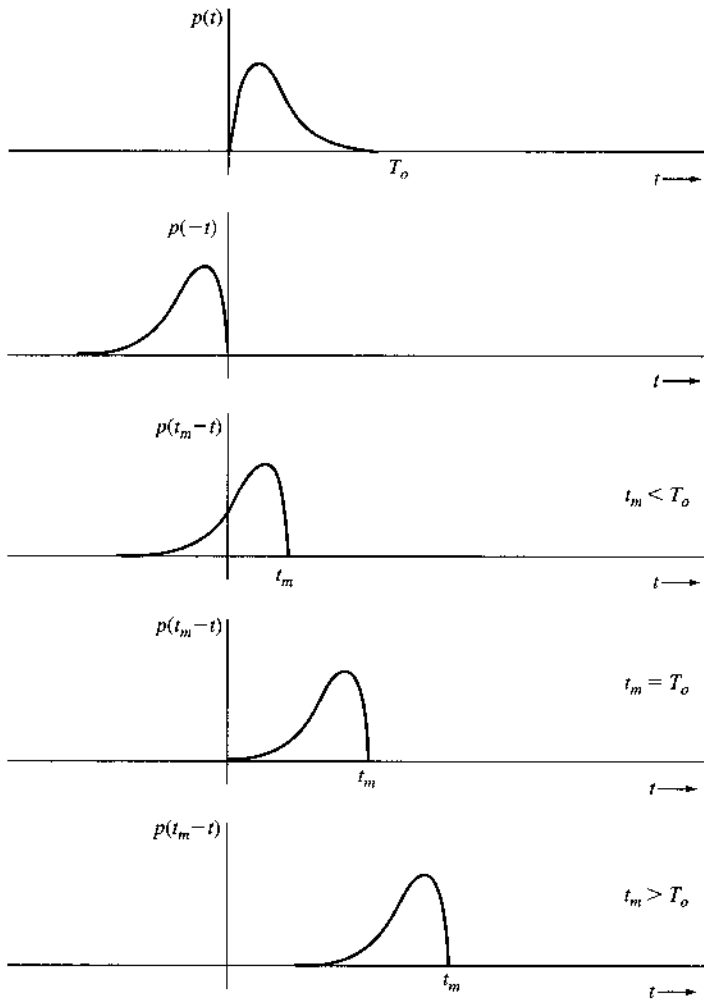 p(t)
T_o
t
p(−t)
t
p(t_m−t)
t_m < T_o
t_m
t
p(t_m−t)
t_m = T_o
t_m
t
p(t_m−t)
t_m > T_o
t_m
t